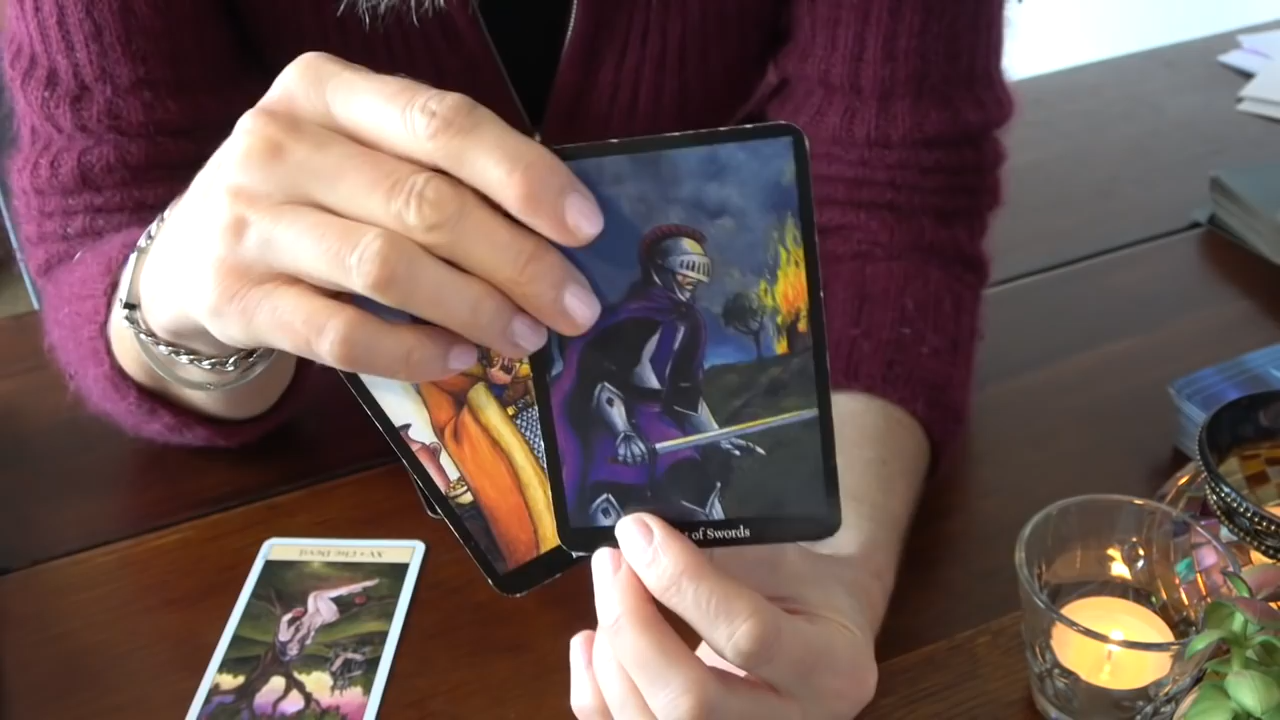 t of Swords
XV • The Devil